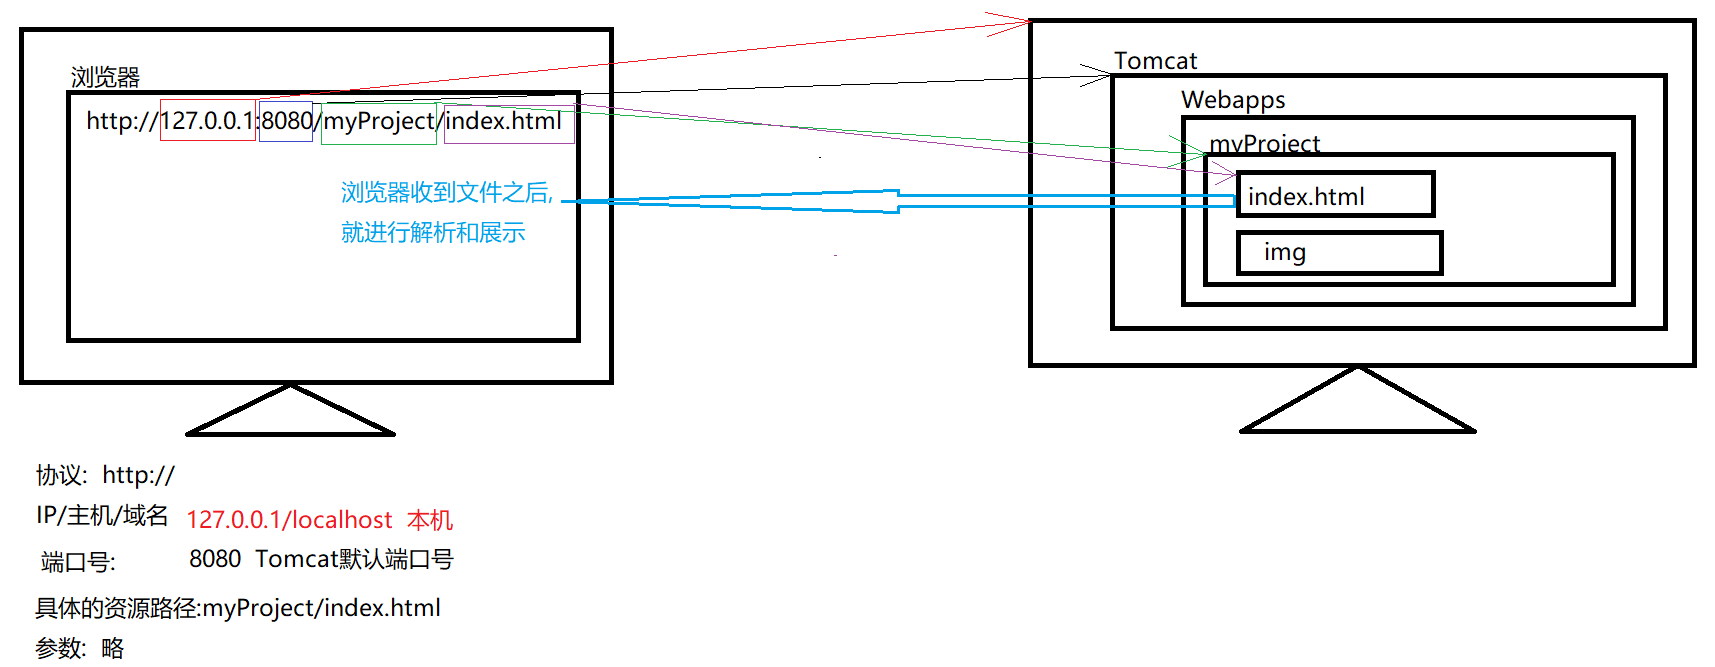 浏览器
http://127.0.0.1:8080/myProject/index.html
浏览器收到文件之后,
就进行解析和展示
Tomcat
Webapps
myProject
index.html
img
协议: http://
IP/主机/域名 127.0.0.1/localhost 本机
端口号: 8080 Tomcat默认端口号
具体的资源路径:myProject/index.html
参数: 略